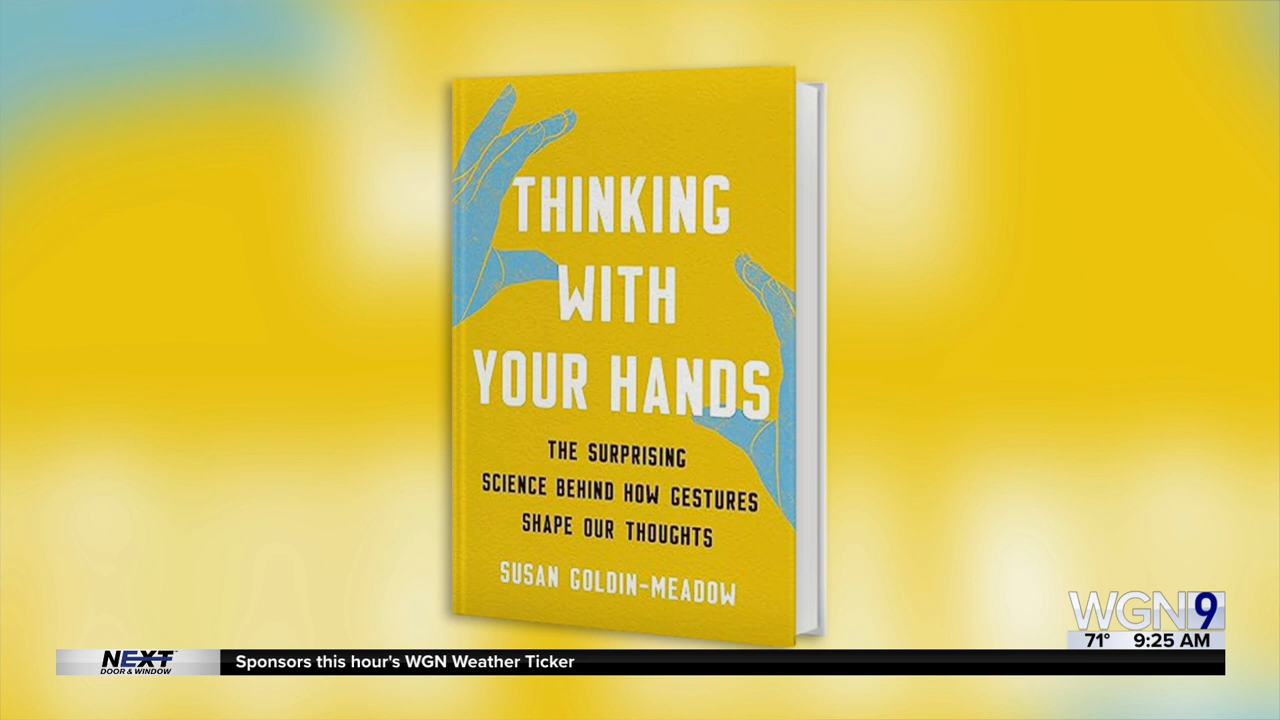 THINKING
WITH
YOUR HANDS
THE SURPRISING
SCIENCE BEHIND HOW GESTURES
SHAPE OUR THOUGHTS
SUSAN GOLDIN-MEADOW
WGN9
71° 9:25 AM
NEXT
DOOR & WINDOW
Sponsors this hour's WGN Weather Ticker